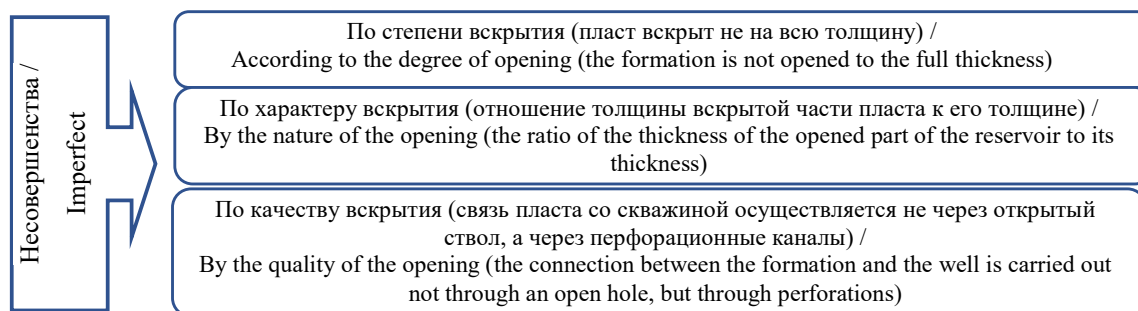 Несовершенства /
Imperfect
По степени вскрытия (пласт вскрыт не на всю толщину) /
According to the degree of opening (the formation is not opened to the full thickness)
По характеру вскрытия (отношение толщины вскрытой части пласта к его толщине) /
By the nature of the opening (the ratio of the thickness of the opened part of the reservoir to its
thickness)
По качеству вскрытия (связь пласта со скважиной осуществляется не через открытый
ствол, а через перфорационные каналы) /
By the quality of the opening (the connection between the formation and the well is carried out
not through an open hole, but through perforations)